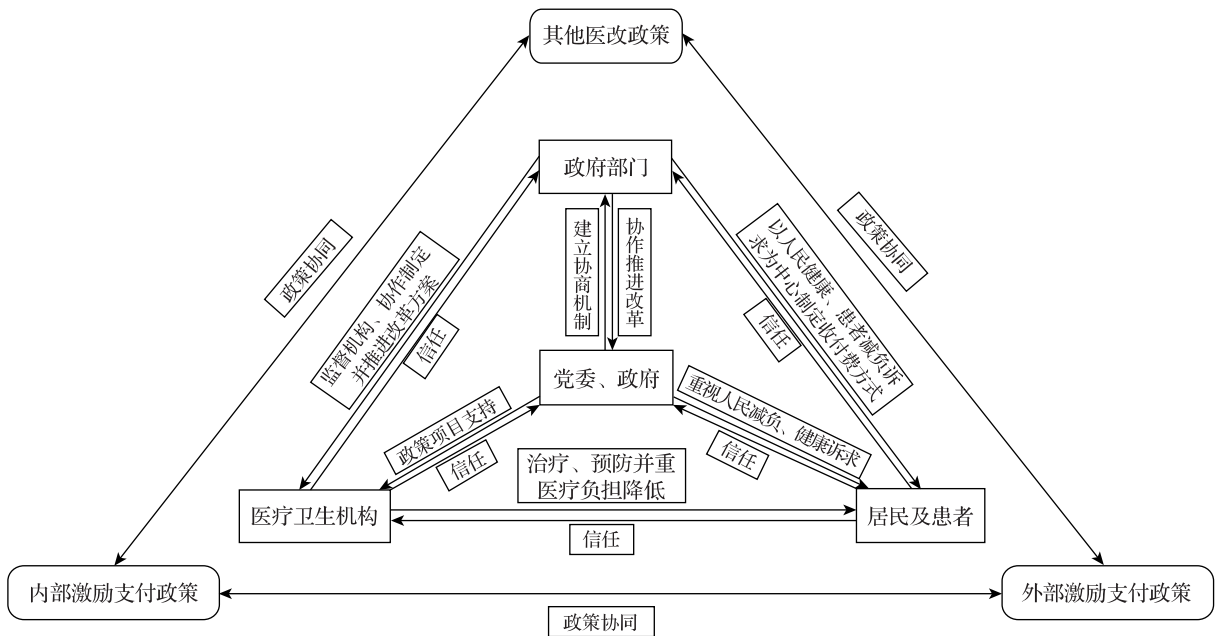 其他医改政策
政府部门
政策协同
政策协同
监督机构、协作制定
并推进改革方案
信任
建立协商机制
协作推进改革
信任
以人民健康、患者减负诉
求为中心制定收付费方式
党委、政府
政策项目支持
信任
重视人民减负、健康诉求
信任
治疗、预防并重
医疗负担降低
医疗卫生机构
居民及患者
信任
内部激励支付政策
外部激励支付政策
政策协同